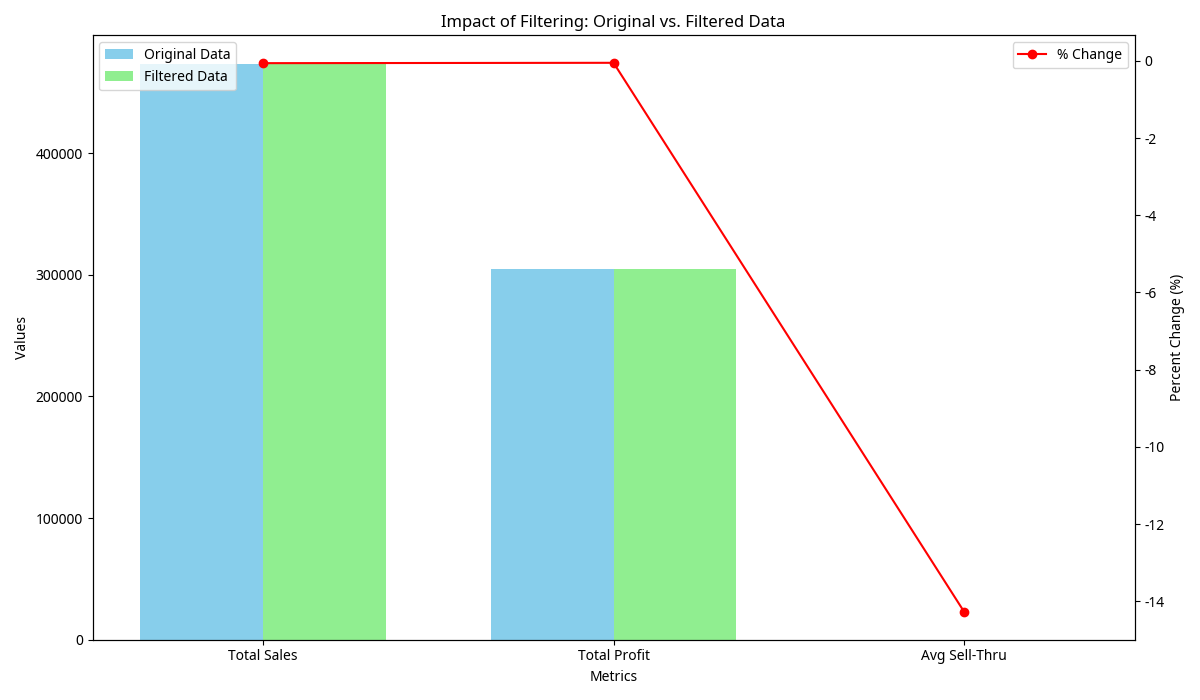 Impact of Filtering: Original vs. Filtered Data
Original Data
Filtered Data
% Change
400000
300000
200000
100000
0
Values
0
-2
-4
-6
-8
-10
-12
-14
Percent Change (%)
Total Sales
Total Profit
Avg Sell-Thru
Metrics